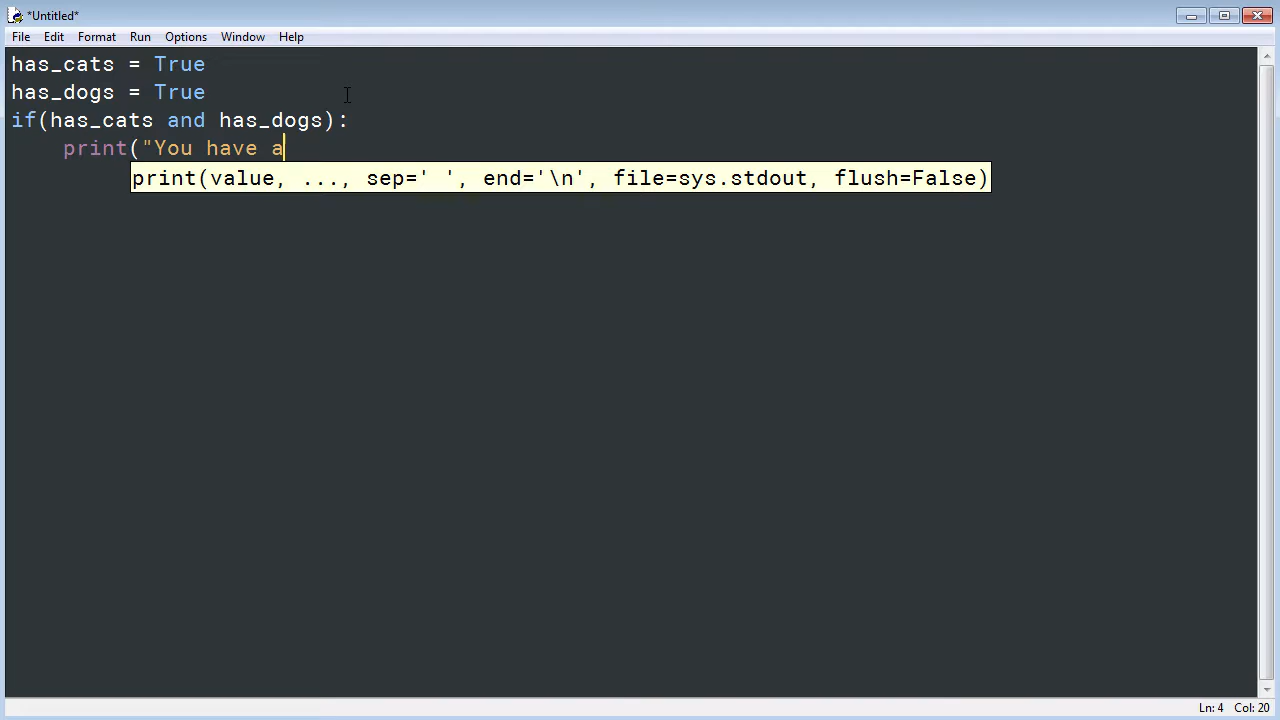 *Untitled*
File Edit Format Run Options Window Help
has_cats = True
has_dogs = True
if(has_cats and has_dogs):
    print("You have a
print(value, ..., sep=' ', end='\n', file=sys.stdout, flush=False)
Ln: 4 Col: 20